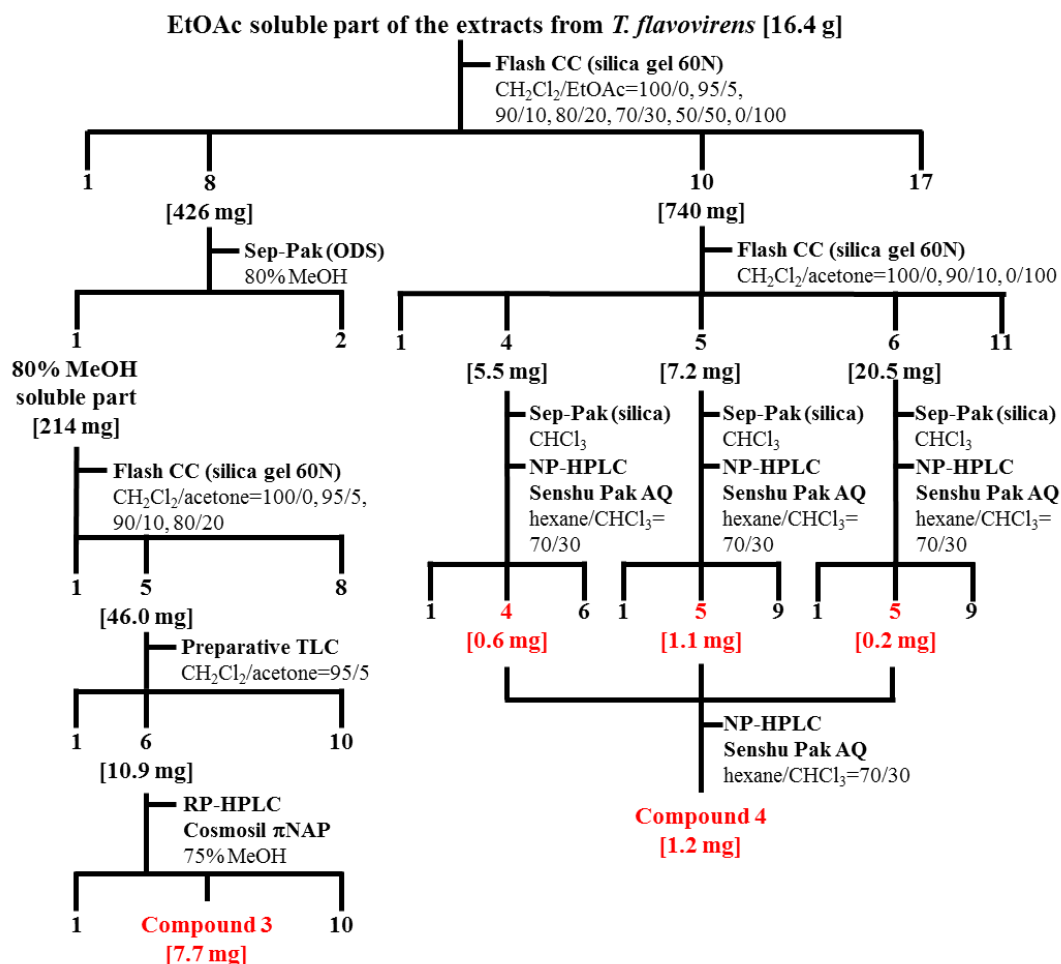 EtOAc soluble part of the extracts from T. flavovirens [16.4 g]
Flash CC (silica gel 60N)
CH₂Cl₂/EtOAc=100/0, 95/5,
90/10, 80/20, 70/30, 50/50, 0/100
1 8 10 17
[426 mg] [740 mg]
Sep-Pak (ODS)
80% MeOH
1 2
80% MeOH
soluble part
[214 mg]
Flash CC (silica gel 60N)
CH₂Cl₂/acetone=100/0, 95/5,
90/10, 80/20
1 5 8
[46.0 mg]
Preparative TLC
CH₂Cl₂/acetone=95/5
1 6 10
[10.9 mg]
RP-HPLC
Cosmosil πNAP
75% MeOH
1 10
Compound 3
[7.7 mg]
Flash CC (silica gel 60N)
CH₂Cl₂/acetone=100/0, 90/10, 0/100
1 4 5 6 11
[5.5 mg] [7.2 mg] [20.5 mg]
Sep-Pak (silica)
CHCl₃
NP-HPLC
Senshu Pak AQ
hexane/CHCl₃=
70/30
1 4 6
[0.6 mg]
Sep-Pak (silica)
CHCl₃
NP-HPLC
Senshu Pak AQ
hexane/CHCl₃=
70/30
1 5 9
[1.1 mg]
Sep-Pak (silica)
CHCl₃
NP-HPLC
Senshu Pak AQ
hexane/CHCl₃=
70/30
1 5 9
[0.2 mg]
NP-HPLC
Senshu Pak AQ
hexane/CHCl₃=70/30
Compound 4
[1.2 mg]